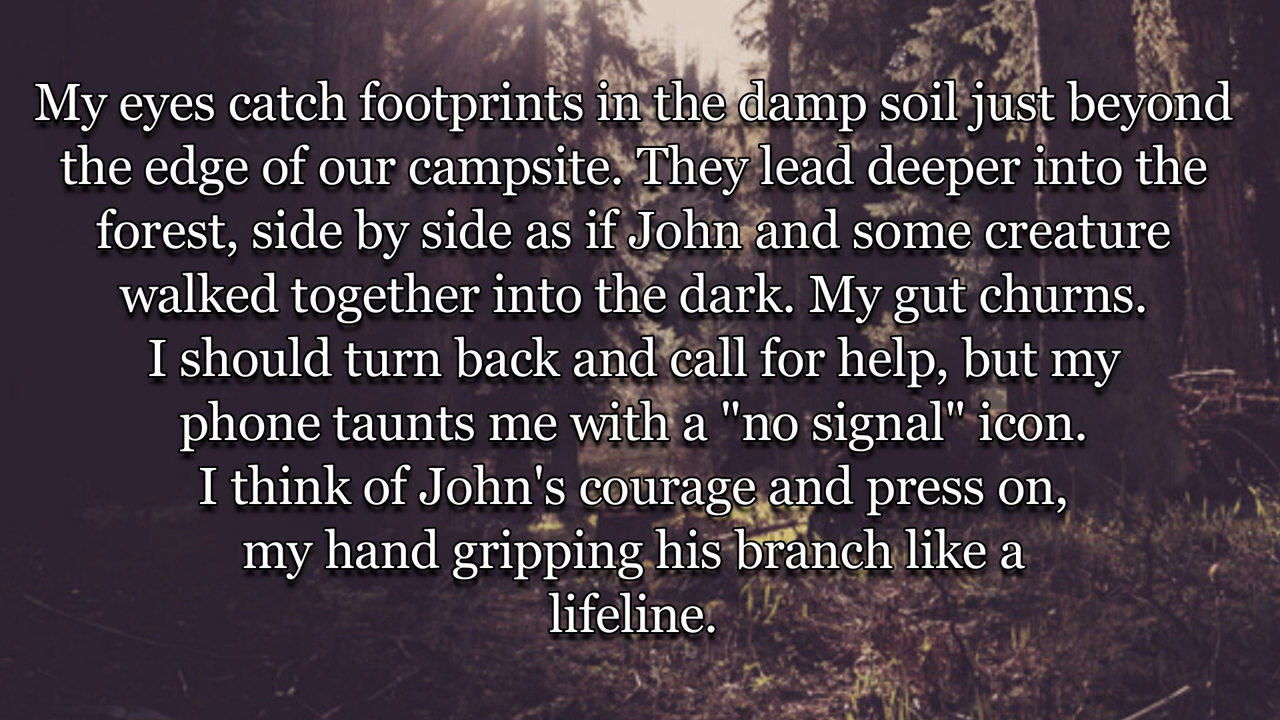 My eyes catch footprints in the damp soil just beyond
the edge of our campsite. They lead deeper into the
forest, side by side as if John and some creature
walked together into the dark. My gut churns.
I should turn back and call for help, but my
phone taunts me with a "no signal" icon.
I think of John's courage and press on,
my hand gripping his branch like a
lifeline.